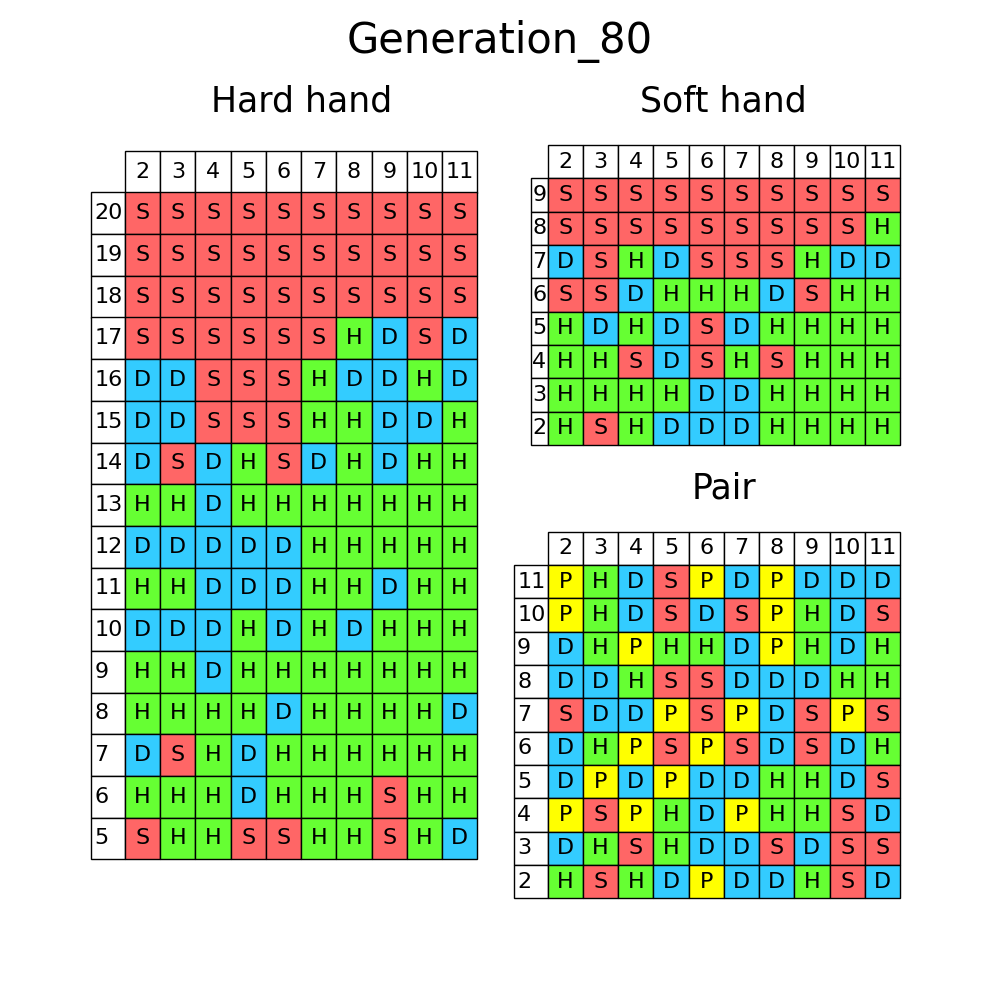 Generation_80
Hard hand
2 3 4 5 6 7 8 9 10 11
20 S S S S S S S S S S
19 S S S S S S S S S S
18 S S S S S S S S S S
17 S S S S S S H D S D
16 D D S S S H D D H D
15 D D S S S H H D D H
14 D S D H S D H D H H
13 H H D H H H H H H H
12 D D D D D H H H H H
11 H H D D D H H D H H
10 D D D H D H D H H H
9 H H D H H H H H H H
8 H H H H D H H H H D
7 D S H D H H H H H H
6 H H H D H H H S H H
5 S H H S S H H S H D
Soft hand
2 3 4 5 6 7 8 9 10 11
9 S S S S S S S S S S
8 S S S S S S S S S H
7 D S H D S S S H D D
6 S S D H H H D S H H
5 H D H D S D H H H H
4 H H S D S H S H H H
3 H H H H D D H H H H
2 H S H D D D H H H H
Pair
2 3 4 5 6 7 8 9 10 11
11 P H D S P D P D D D
10 P H D S D S P H D S
9 D H P H H D P H D H
8 D D H S S D D D H H
7 S D D P S P D S P S
6 D H P S P S D S D H
5 D P D P D D H H D S
4 P S P H D P H H S D
3 D H S H D D S D S S
2 H S H D P D D H S D